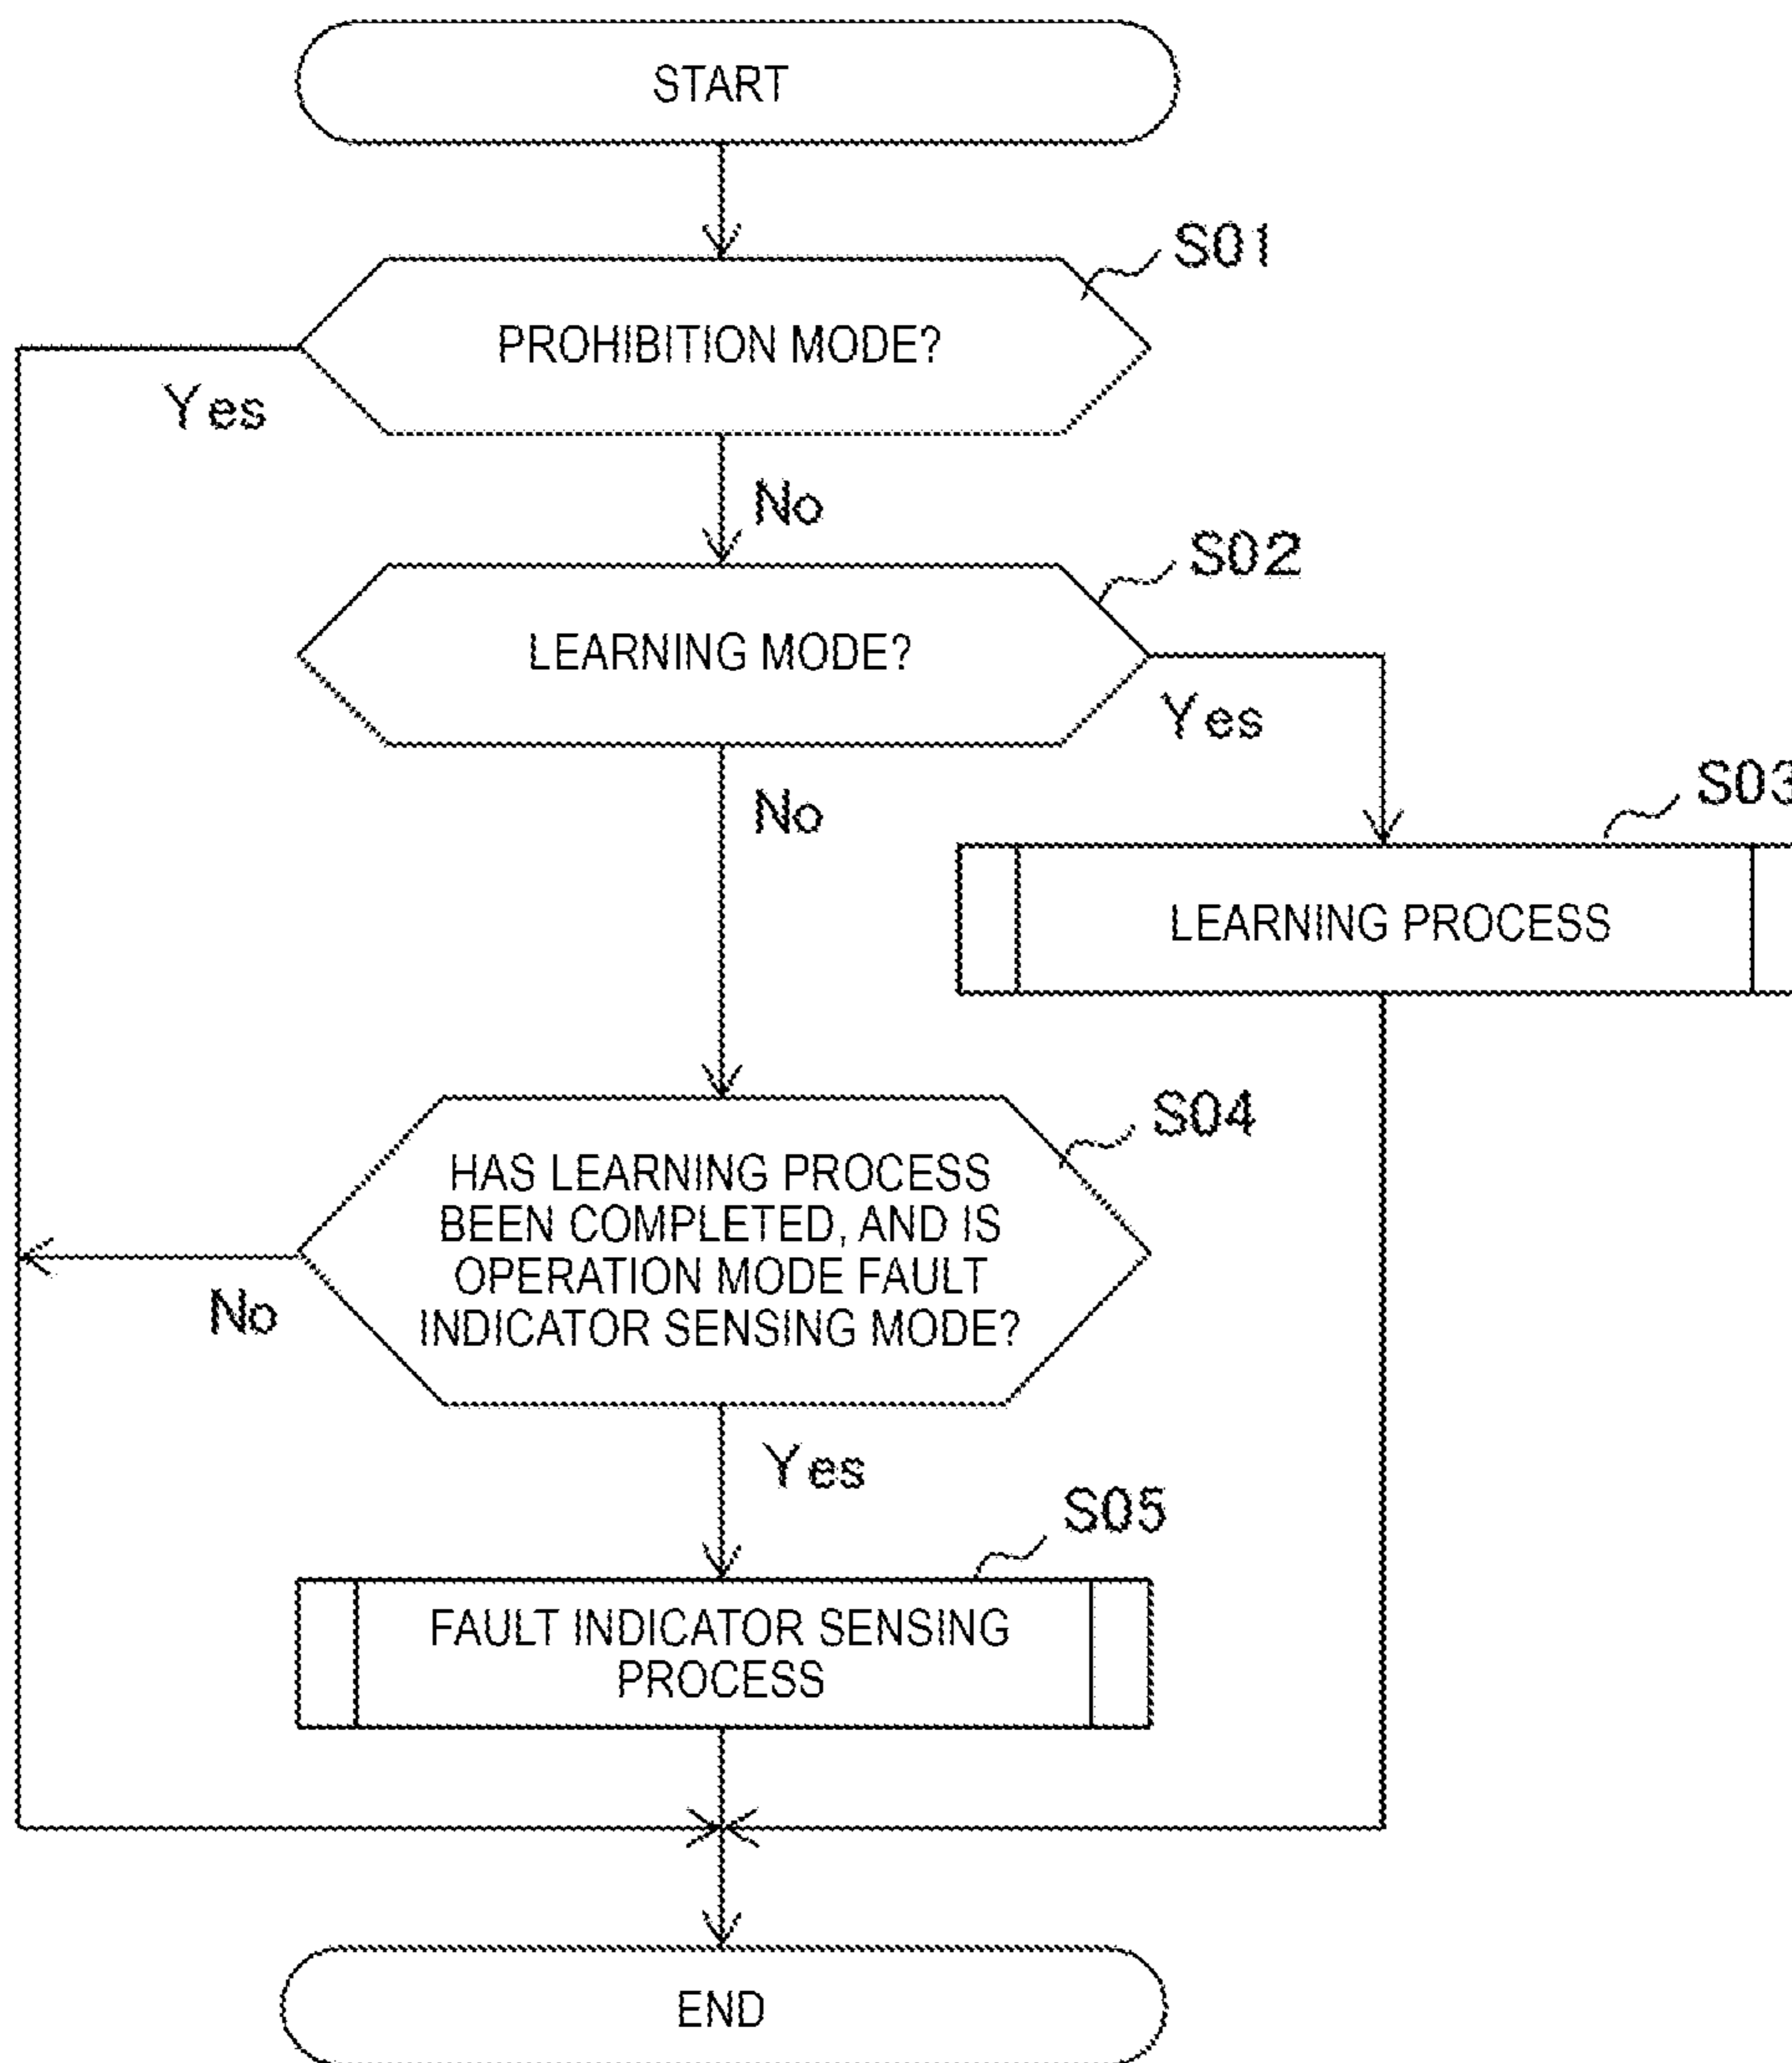 START
S01
PROHIBITION MODE?
Yes
No
S02
LEARNING MODE?
Yes
No
S03
LEARNING PROCESS
S04
HAS LEARNING PROCESS
BEEN COMPLETED, AND IS
OPERATION MODE FAULT
INDICATOR SENSING MODE?
No
Yes
S05
FAULT INDICATOR SENSING
PROCESS
END